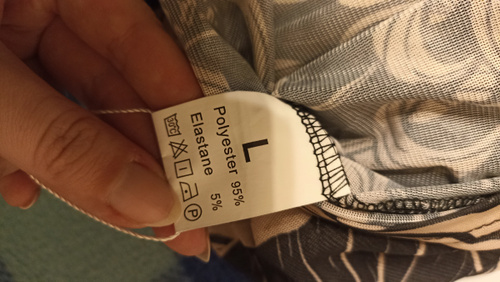 L
Polyester 95%
Elastane 5%
P